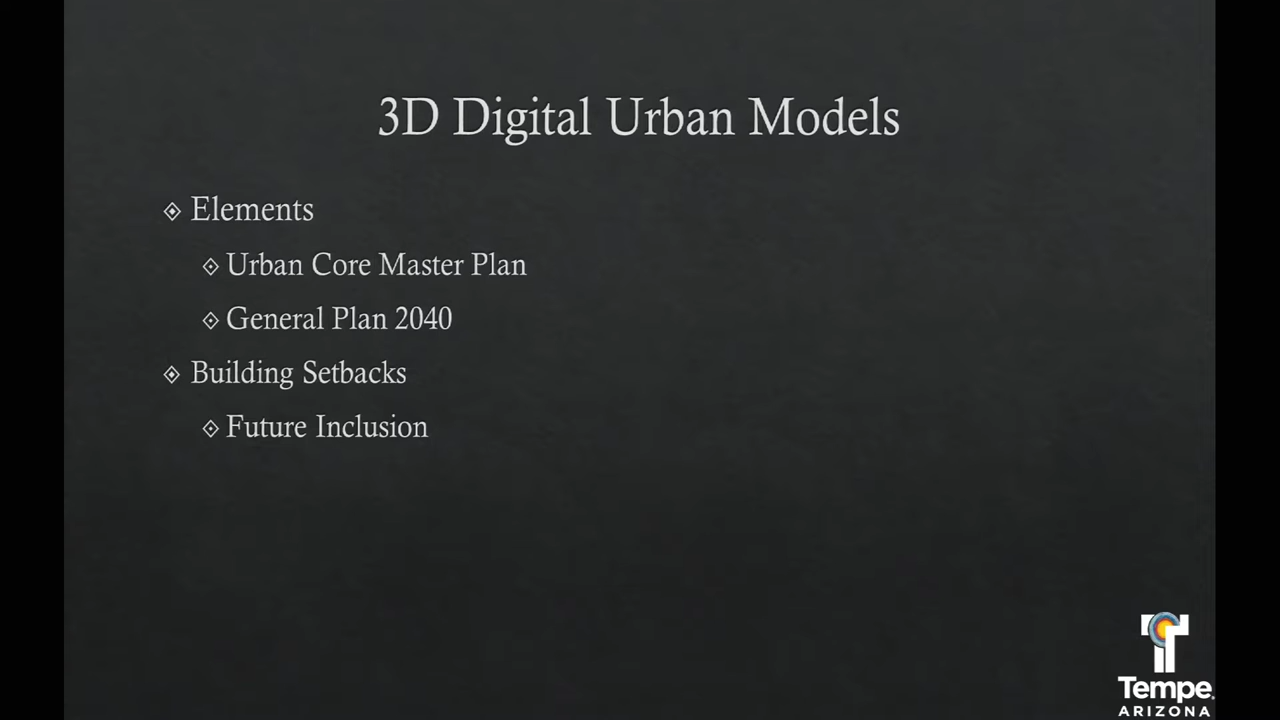 3D Digital Urban Models
Elements
Urban Core Master Plan
General Plan 2040
Building Setbacks
Future Inclusion
Tempe.
ARIZONA